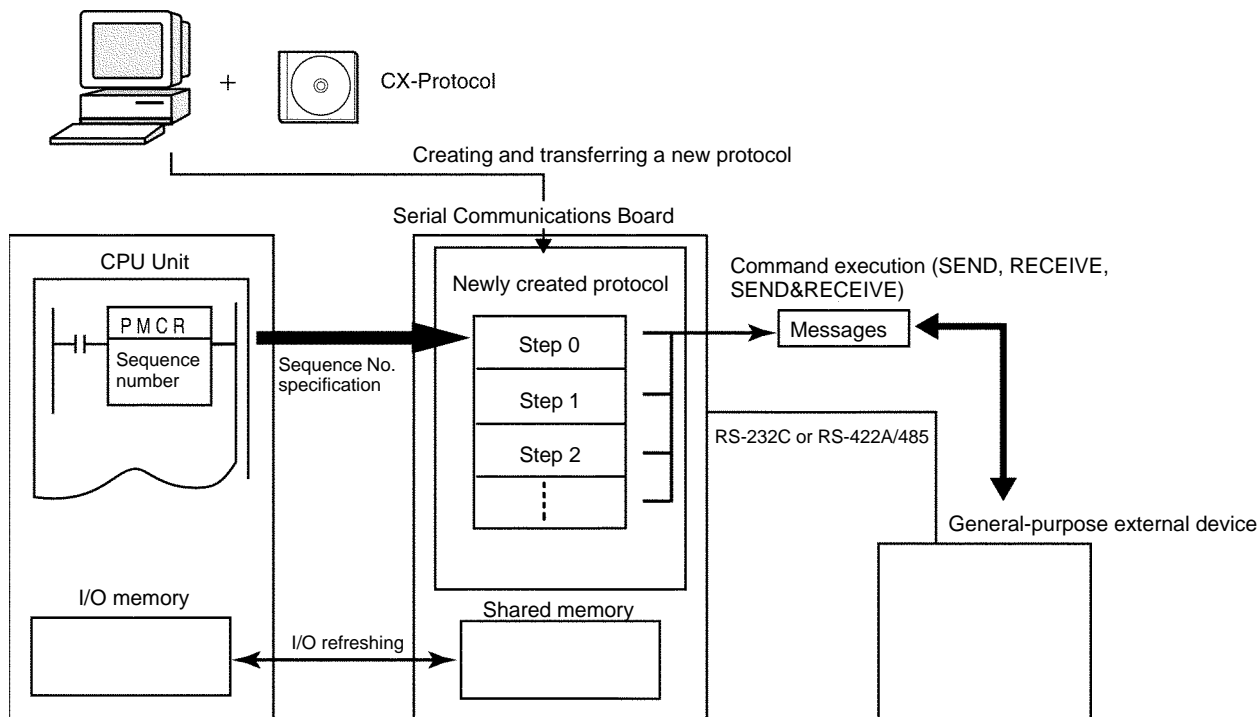 +
CX-Protocol
Creating and transferring a new protocol
Serial Communications Board
CPU Unit
PMCR
Sequence
number
Sequence No.
specification
Newly created protocol
Step 0
Step 1
Step 2
Command execution (SEND, RECEIVE,
SEND&RECEIVE)
Messages
RS-232C or RS-422A/485
General-purpose external device
I/O memory
I/O refreshing
Shared memory